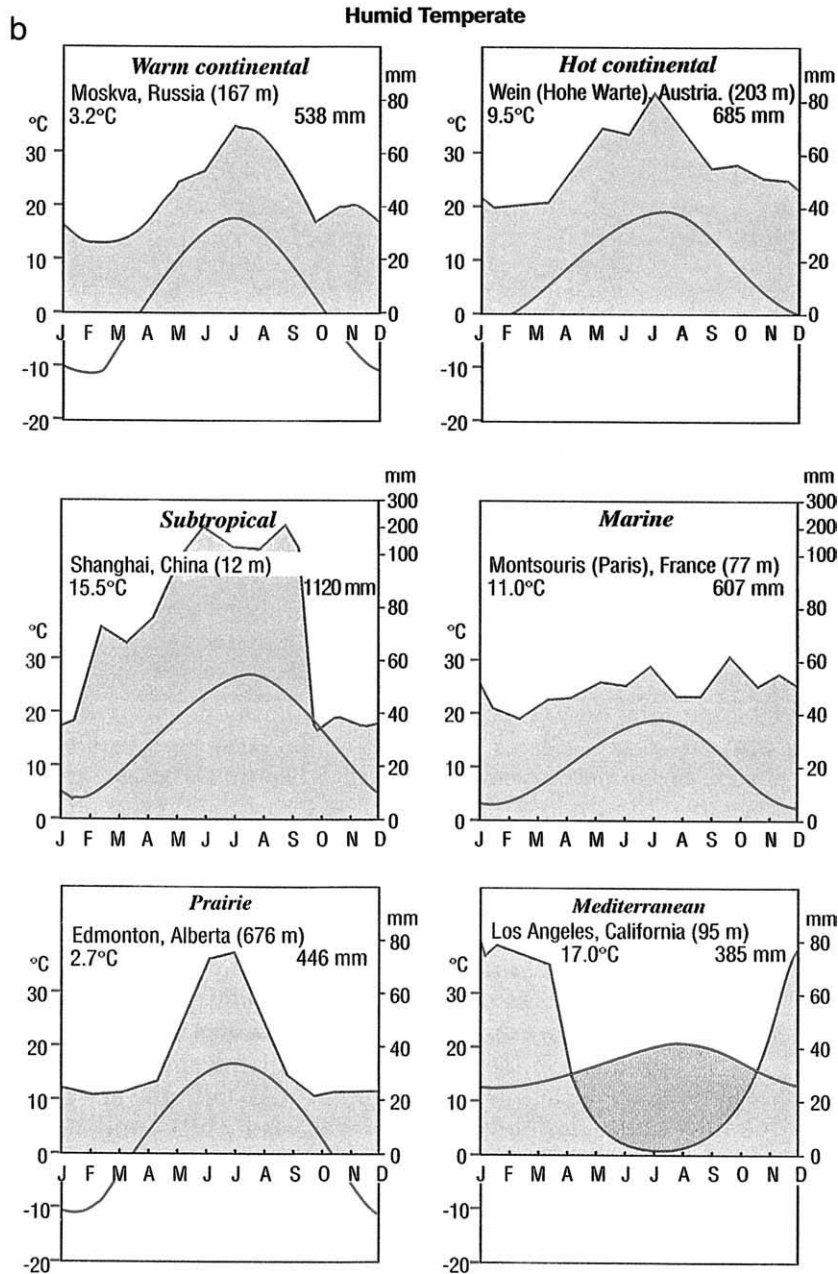 b
Humid Temperate
Warm continental
Moskva, Russia (167 m)
3.2°C 538 mm
°C
mm
30
20
10
0
-10
-20
80
60
40
20
0
J F M A M J J A S O N D
Hot continental
Wein (Hohe Warte), Austria. (203 m)
9.5°C 685 mm
°C
mm
30
20
10
0
-10
-20
80
60
40
20
0
J F M A M J J A S O N D
Subtropical
Shanghai, China (12 m)
15.5°C 1120 mm
°C
mm
30
20
10
0
300
200
100
80
60
40
20
0
J F M A M J J A S O N D
Marine
Montsouris (Paris), France (77 m)
11.0°C 607 mm
°C
mm
30
20
10
0
300
200
100
80
60
40
20
0
J F M A M J J A S O N D
Prairie
Edmonton, Alberta (676 m)
2.7°C 446 mm
°C
mm
30
20
10
0
-10
-20
80
60
40
20
0
J F M A M J J A S O N D
Mediterranean
Los Angeles, California (95 m)
17.0°C 385 mm
°C
mm
30
20
10
0
-10
-20
80
60
40
20
0
J F M A M J J A S O N D